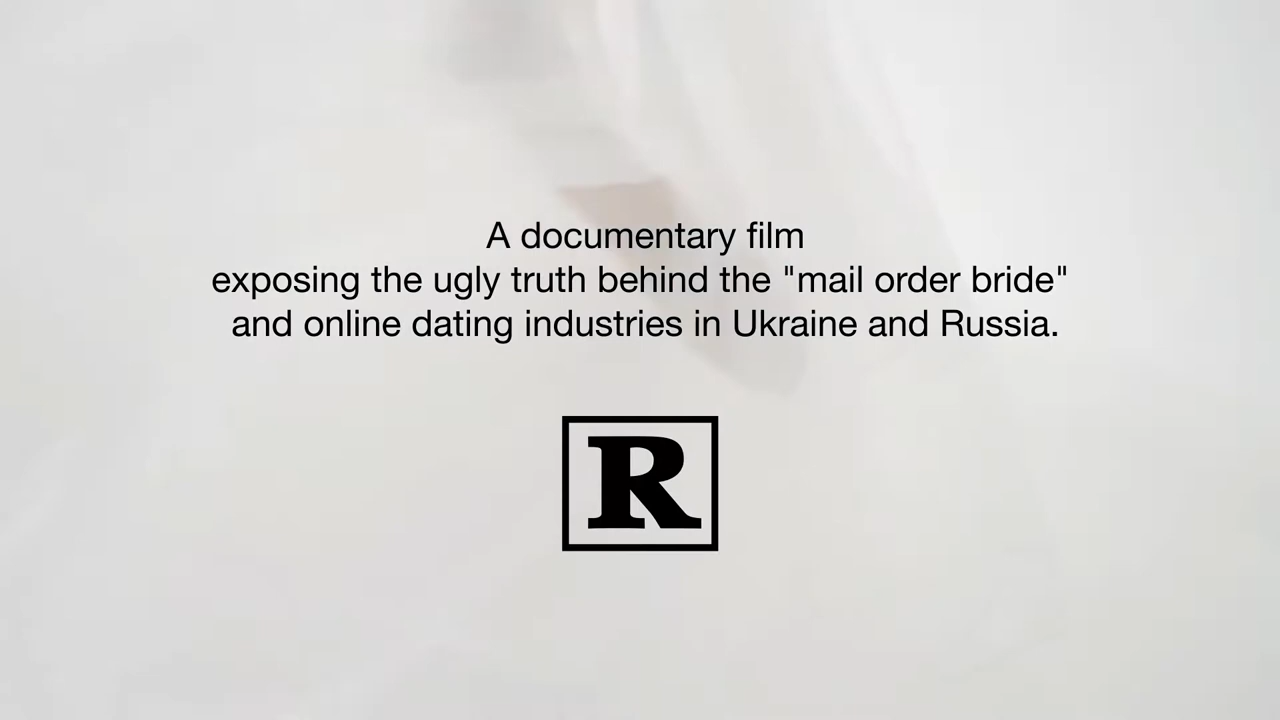 A documentary film
exposing the ugly truth behind the "mail order bride"
and online dating industries in Ukraine and Russia.
R